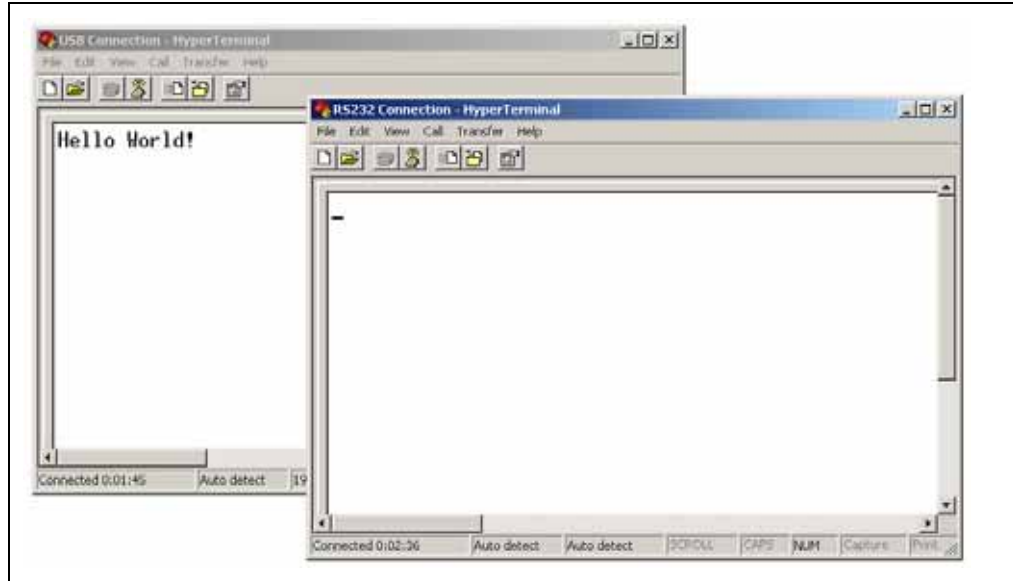 USB Connection - HyperTerminal
File Edit View Call Transfer Help
Hello World!
Connected 0:01:45 Auto detect 19
RS232 Connection - HyperTerminal
File Edit View Call Transfer Help
Connected 0:02:36 Auto detect Auto detect SCROLL CAPS NUM Capture Print